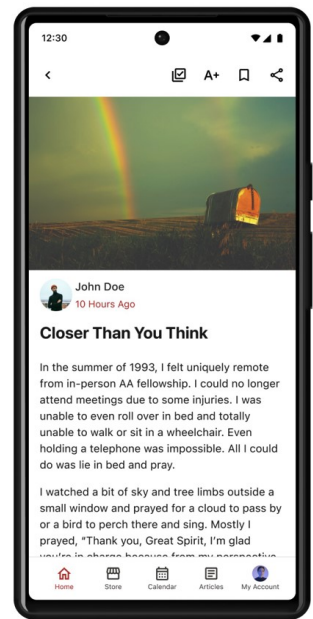 12:30
A+
John Doe
10 Hours Ago
Closer Than You Think
In the summer of 1993, I felt uniquely remote
from in-person AA fellowship. I could no longer
attend meetings due to some injuries. I was
unable to even roll over in bed and totally
unable to walk or sit in a wheelchair. Even
holding a telephone was impossible. All I could
do was lie in bed and pray.
I watched a bit of sky and tree limbs outside a
small window and prayed for a cloud to pass by
or a bird to perch there and sing. Mostly I
prayed, “Thank you, Great Spirit, I’m glad
you’re in charge because from my perspective
Home
Store
Calendar
Articles
My Account